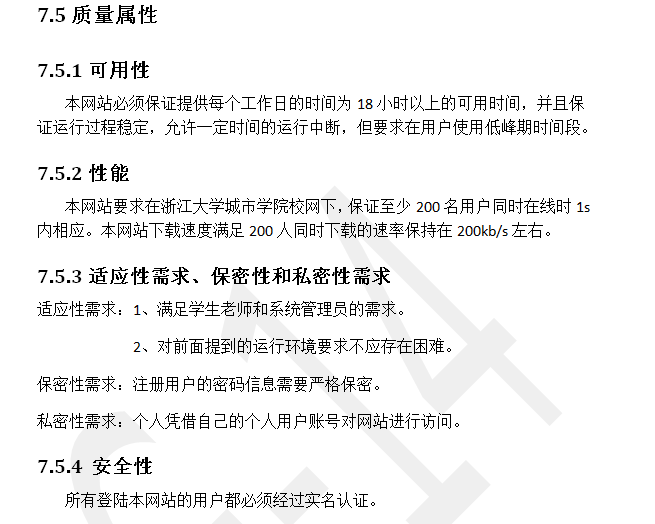 7.5 质量属性
7.5.1 可用性
本网站必须保证提供每个工作日的时间为 18 小时以上的可用时间，并且保
证运行过程稳定，允许一定时间的运行中断，但要求在用户使用低峰期时间段。
7.5.2 性能
本网站要求在浙江大学城市学院校网下，保证至少 200 名用户同时在线时 1s
内相应。本网站下载速度满足 200 人同时下载的速率保持在 200kb/s 左右。
7.5.3 适应性需求、保密性和私密性需求
适应性需求：1、满足学生老师和系统管理员的需求。
2、对前面提到的运行环境要求不应存在困难。
保密性需求：注册用户的密码信息需要严格保密。
私密性需求：个人凭借自己的个人用户账号对网站进行访问。
7.5.4 安全性
所有登陆本网站的用户都必须经过实名认证。